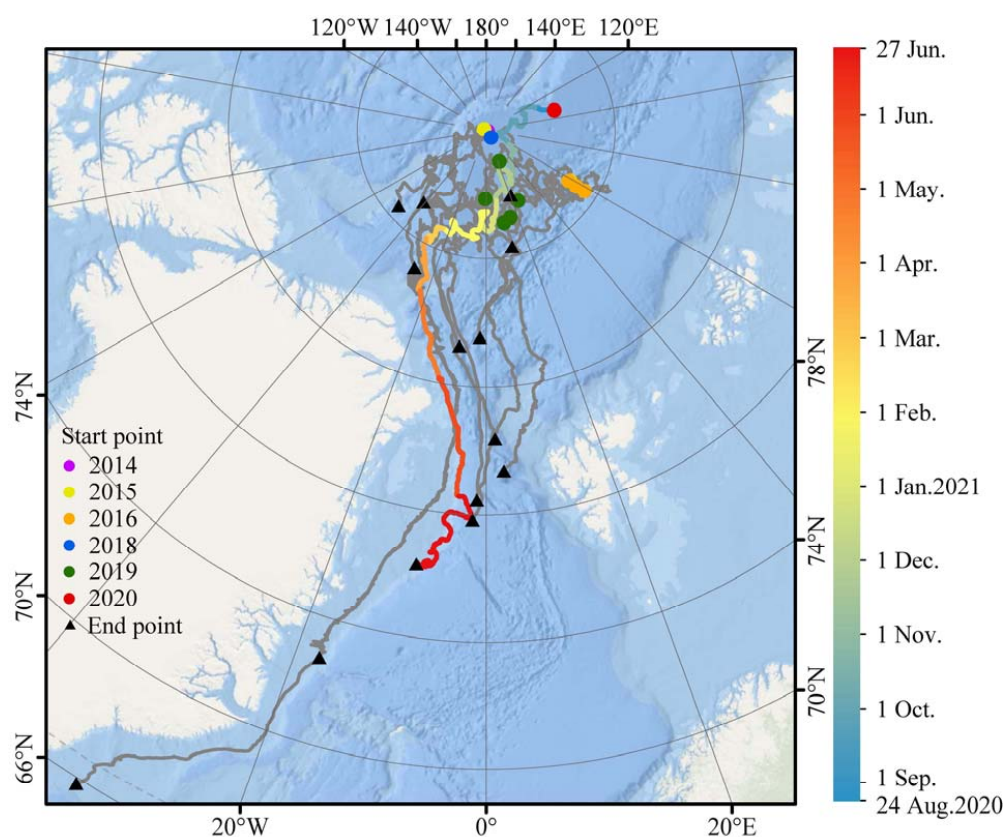 120°W 140°W 180° 140°E 120°E
27 Jun.
1 Jun.
1 May.
1 Apr.
1 Mar.
1 Feb.
1 Jan.2021
1 Dec.
1 Nov.
1 Oct.
1 Sep.
24 Aug.2020
74°N
70°N
66°N
78°N
74°N
70°N
Start point
2014
2015
2016
2018
2019
2020
End point
20°W 0° 20°E